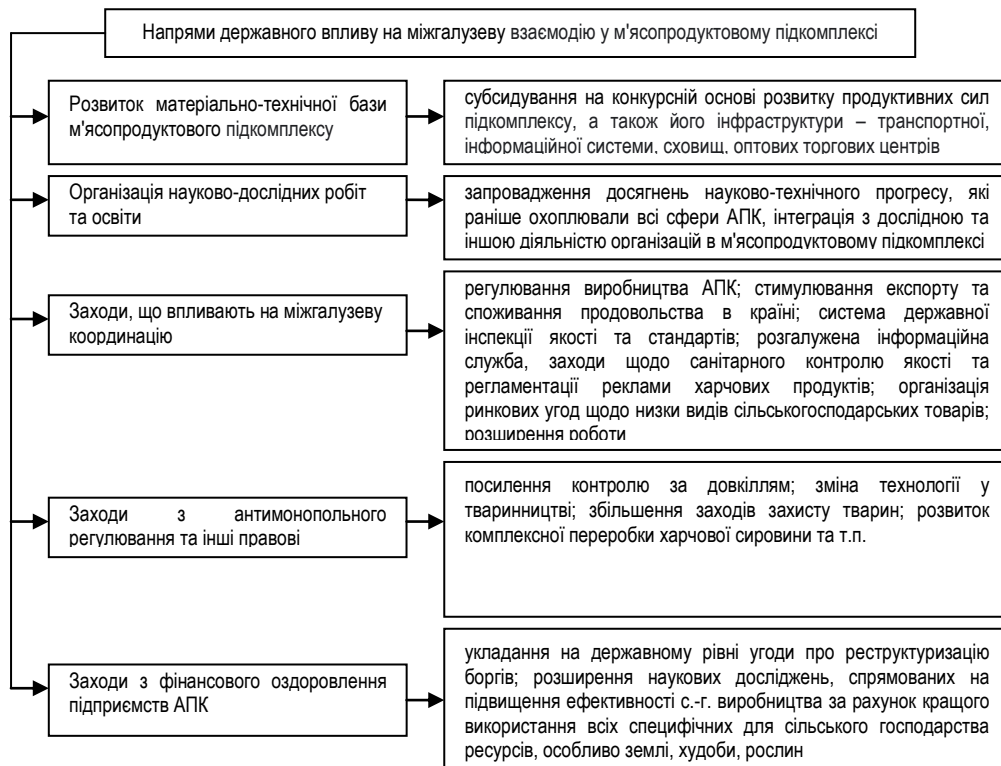 Напрями державного впливу на міжгалузеву взаємодію у м'ясопродуктовому підкомплексі
Розвиток матеріально-технічної бази
м'ясопродуктового підкомплексу
субсидування на конкурсній основі розвитку продуктивних сил
підкомплексу, а також його інфраструктури – транспортної,
інформаційної системи, сховищ, оптових торгових центрів
Організація науково-дослідних робіт
та освіти
запровадження досягнень науково-технічного прогресу, які
раніше охоплювали всі сфери АПК, інтеграція з дослідною та
іншою діяльністю організацій в м'ясопродуктовому підкомплексі
Заходи, що впливають на міжгалузеву
координацію
регулювання виробництва АПК; стимулювання експорту та
споживання продовольства в країні; система державної
інспекції якості та стандартів; розгалужена інформаційна
служба, заходи щодо санітарного контролю якості та
регламентації реклами харчових продуктів; організація
ринкових угод щодо низки видів сільськогосподарських товарів;
розширення роботи
Заходи з антимонопольного
регулювання та інші правові
посилення контролю за довкіллям; зміна технології у
тваринництві; збільшення заходів захисту тварин; розвиток
комплексної переробки харчової сировини та т.п.
Заходи з фінансового оздоровлення
підприємств АПК
укладання на державному рівні угоди про реструктуризацію
боргів; розширення наукових досліджень, спрямованих на
підвищення ефективності с.-г. виробництва за рахунок кращого
використання всіх специфічних для сільського господарства
ресурсів, особливо землі, худоби, рослин